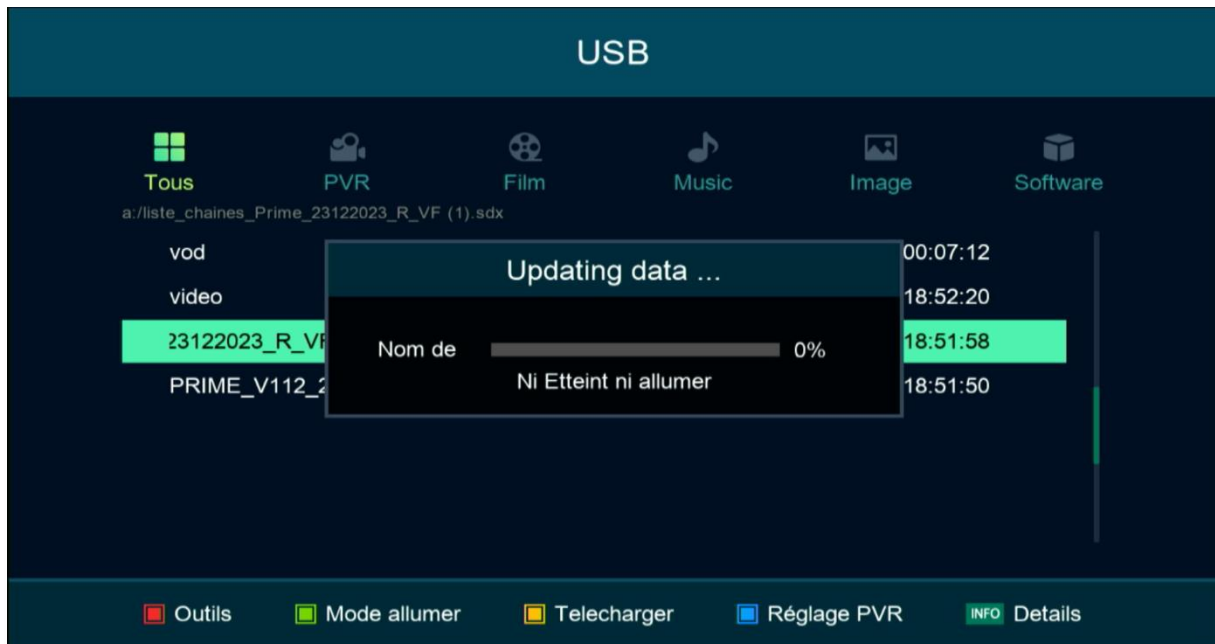 USB
Tous PVR Film Music Image Software
a:/liste_chaines_Prime_23122023_R_VF (1).sdx
vod 00:07:12
video 18:52:20
23122023_R_VF 18:51:58
PRIME_V112_2 18:51:50
Updating data ...
Nom de 0%
Ni Etteint ni allumer
Outils Mode allumer Telecharger Réglage PVR INFO Details